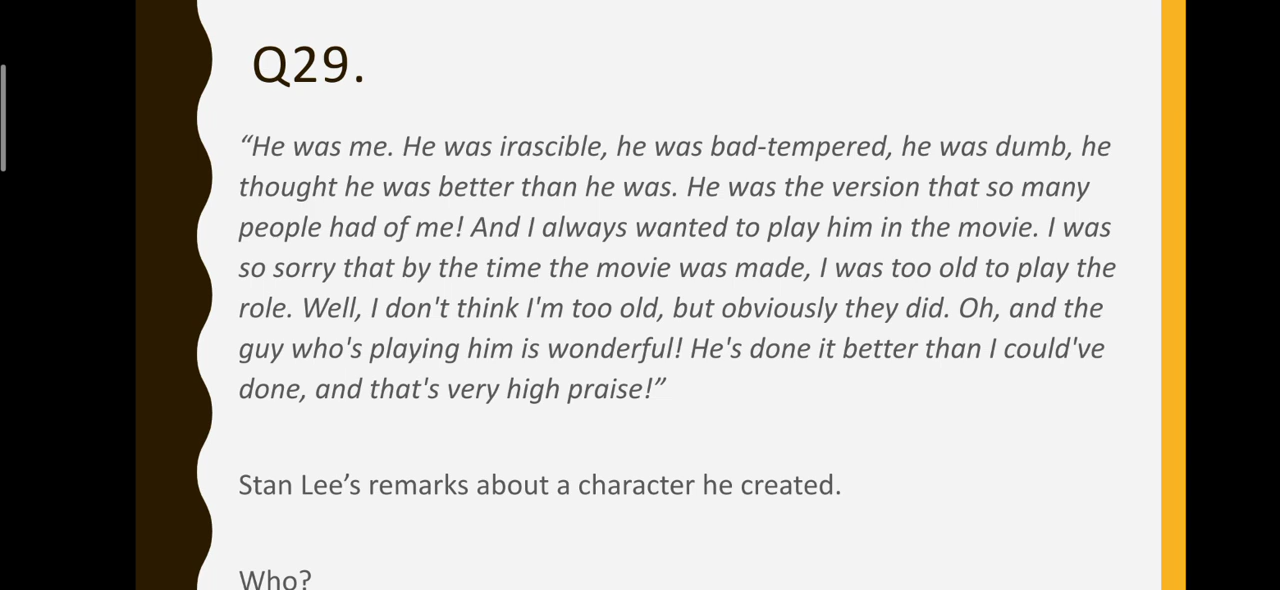 Q29.
“He was me. He was irascible, he was bad-tempered, he was dumb, he
thought he was better than he was. He was the version that so many
people had of me! And I always wanted to play him in the movie. I was
so sorry that by the time the movie was made, I was too old to play the
role. Well, I don't think I'm too old, but obviously they did. Oh, and the
guy who's playing him is wonderful! He's done it better than I could've
done, and that's very high praise!”
Stan Lee’s remarks about a character he created.
Who?